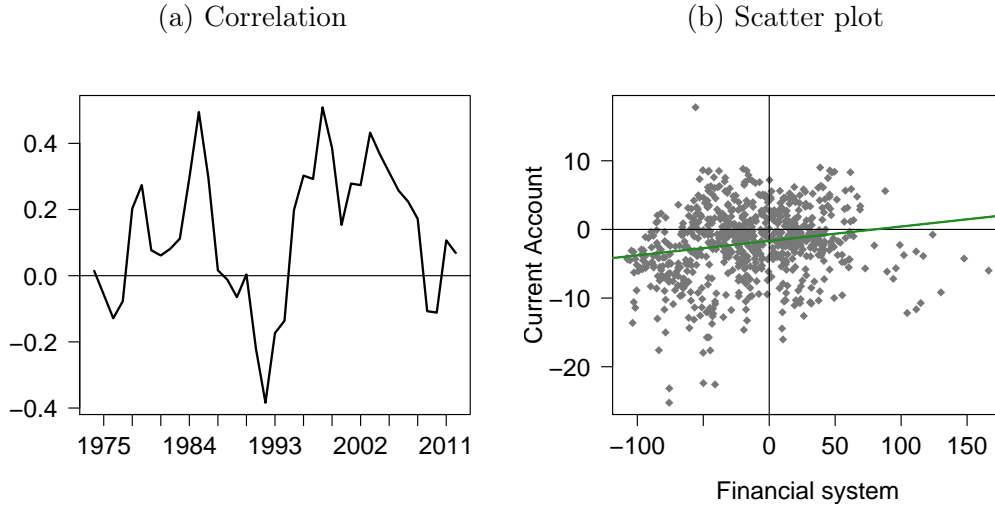 (a) Correlation
0.4
0.2
0.0
−0.2
−0.4
1975 1984 1993 2002 2011
(b) Scatter plot
Current Account
10
0
−10
−20
−100 −50 0 50 100 150
Financial system